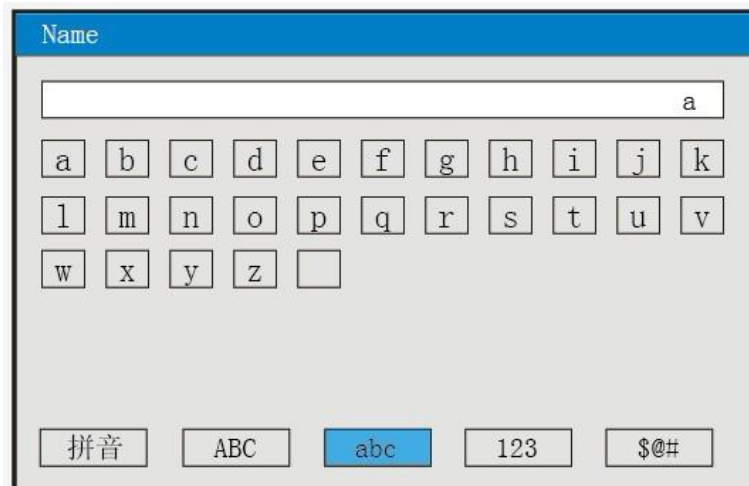 Name
a
a b c d e f g h i j k
l m n o p q r s t u v
w x y z
拼音 ABC abc 123 $@#